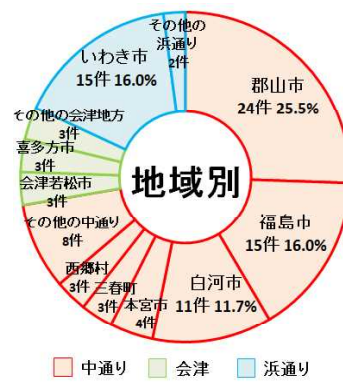 その他の
浜通り
2件
いわき市
15件 16.0%
郡山市
24件 25.5%
その他の会津地方
3件
喜多方市
3件
会津若松市
3件
地域別
福島市
15件 16.0%
その他の中通り
8件
西郷村
3件
三春町
3件
本宮市
4件
白河市
11件 11.7%
中通り
会津
浜通り